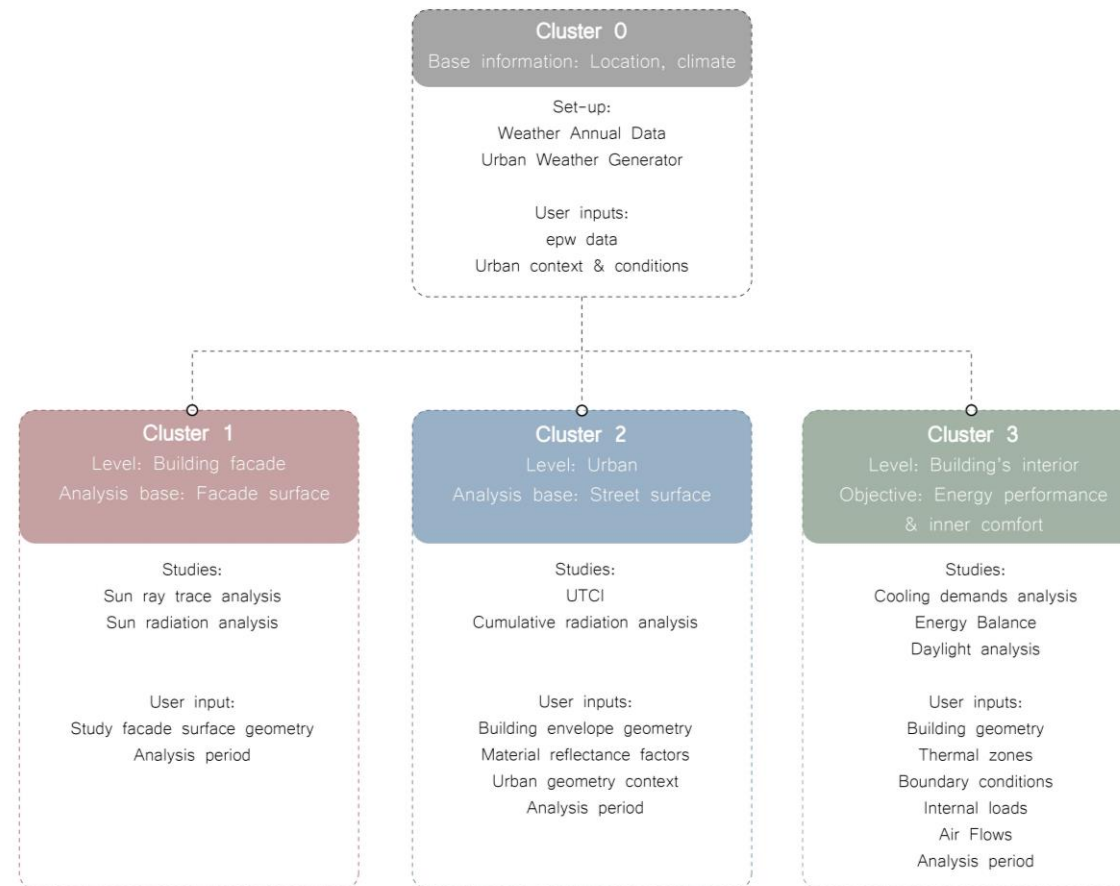 Cluster 0
Base information: Location, climate
Set-up:
Weather Annual Data
Urban Weather Generator
User inputs:
epw data
Urban context & conditions
Cluster 1
Level: Building facade
Analysis base: Facade surface
Studies:
Sun ray trace analysis
Sun radiation analysis
User input:
Study facade surface geometry
Analysis period
Cluster 2
Level: Urban
Analysis base: Street surface
Studies:
UTCI
Cumulative radiation analysis
User inputs:
Building envelope geometry
Material reflectance factors
Urban geometry context
Analysis period
Cluster 3
Level: Building's interior
Objective: Energy performance
& inner comfort
Studies:
Cooling demands analysis
Energy Balance
Daylight analysis
User inputs:
Building geometry
Thermal zones
Boundary conditions
Internal loads
Air Flows
Analysis period